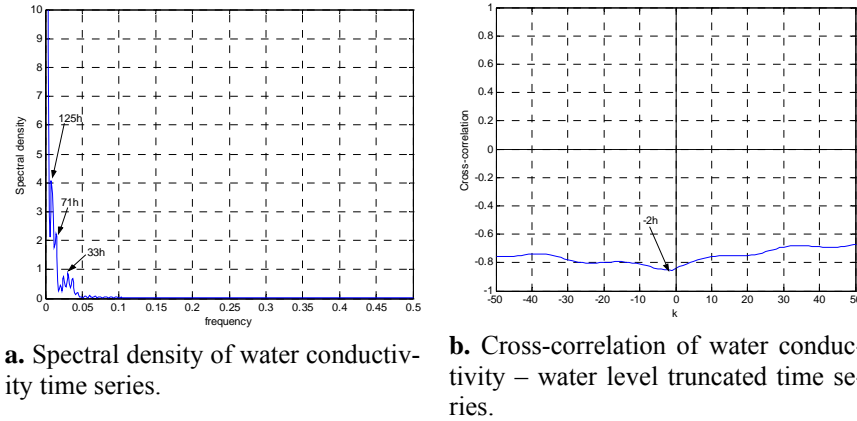 10
9
8
7
6
5
4
3
2
1
0
Spectral density
125h
71h
33h
0 0.05 0.1 0.15 0.2 0.25 0.3 0.35 0.4 0.45 0.5
frequency
a. Spectral density of water conductiv-
ity time series.
1
0.8
0.6
0.4
0.2
0
-0.2
-0.4
-0.6
-0.8
-1
Cross-correlation
-2h
-50 -40 -30 -20 -10 0 10 20 30 40 50
k
b. Cross-correlation of water conduc-
tivity – water level truncated time se-
ries.